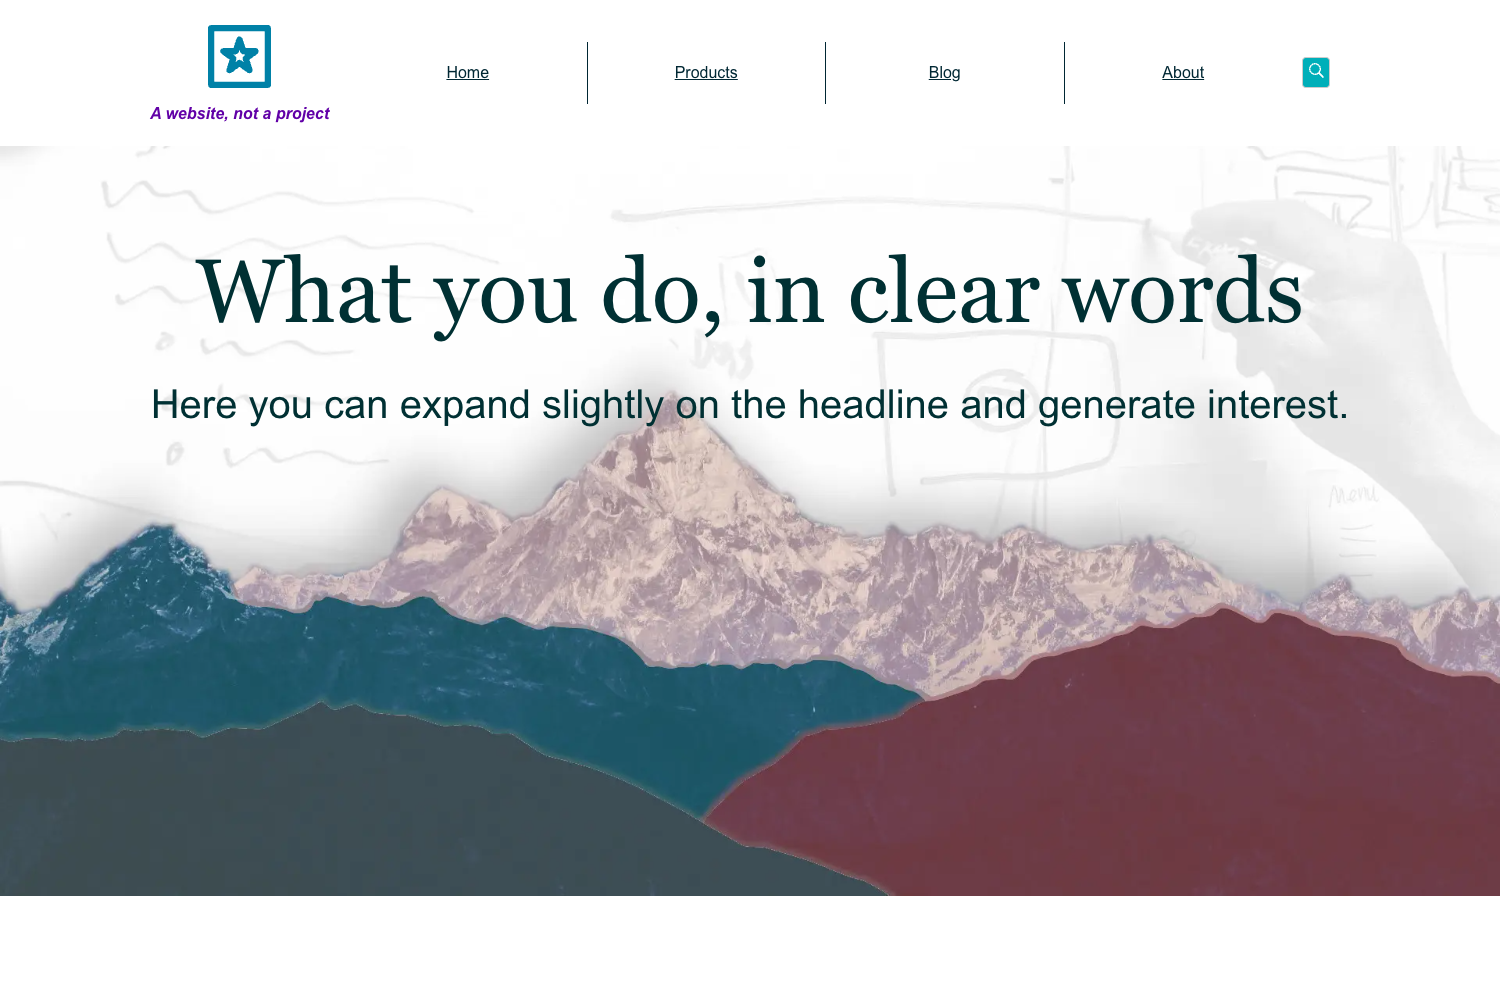 Home
Products
Blog
About
A website, not a project
What you do, in clear words
Here you can expand slightly on the headline and generate interest.
Menu